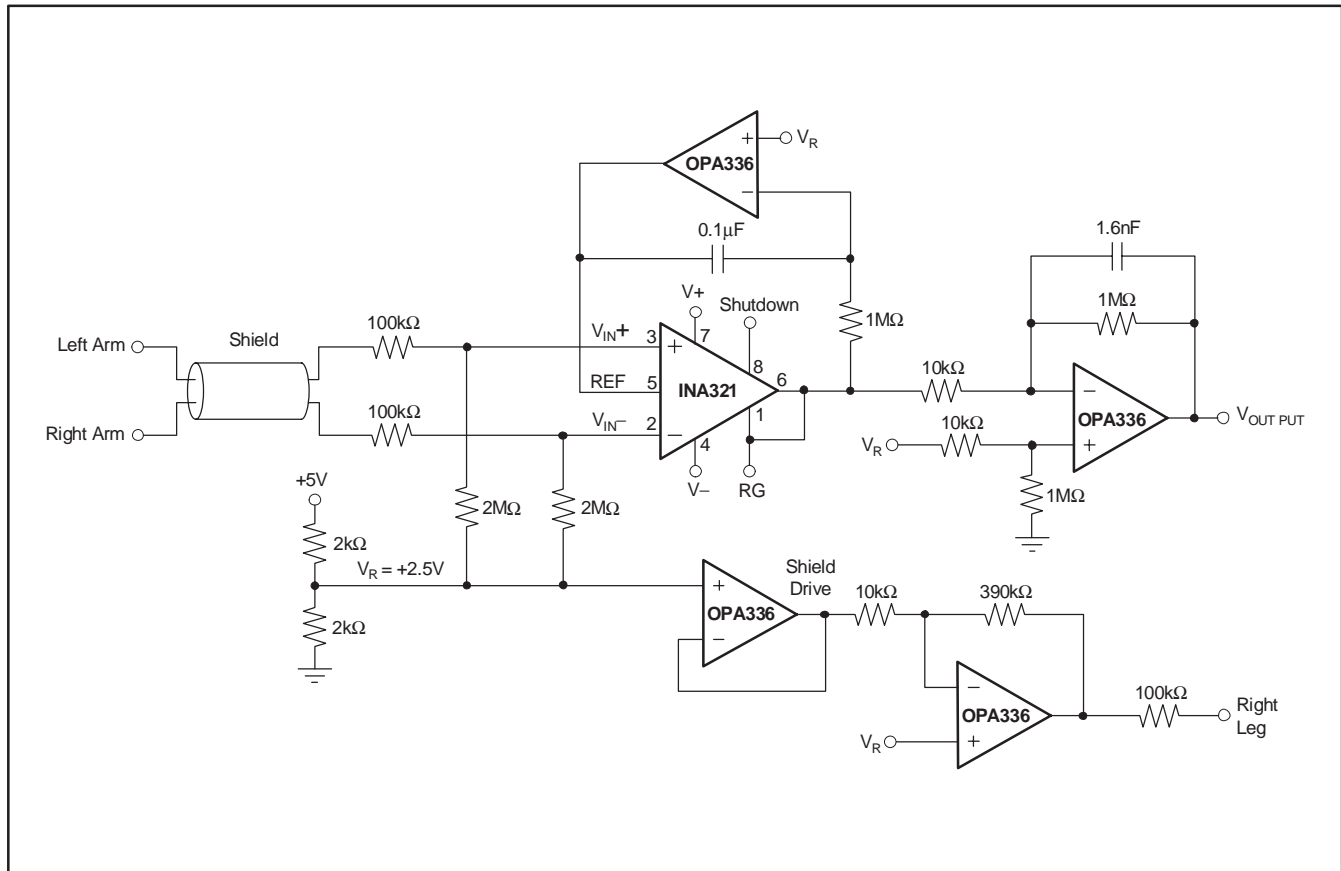 OPA336
+
−
V_R
0.1µF
1.6nF
V+
Shutdown
1MΩ
1MΩ
Left Arm
Shield
100kΩ
V_IN+
3
+
7
8
REF
5
INA321
6
10kΩ
−
OPA336
V_OUTPUT
Right Arm
100kΩ
V_IN−
2
−
4
1
V_R
10kΩ
+
V−
RG
1MΩ
+5V
2kΩ
2MΩ
2MΩ
V_R = +2.5V
2kΩ
+
OPA336
−
Shield
Drive
10kΩ
390kΩ
−
OPA336
+
V_R
100kΩ
Right
Leg